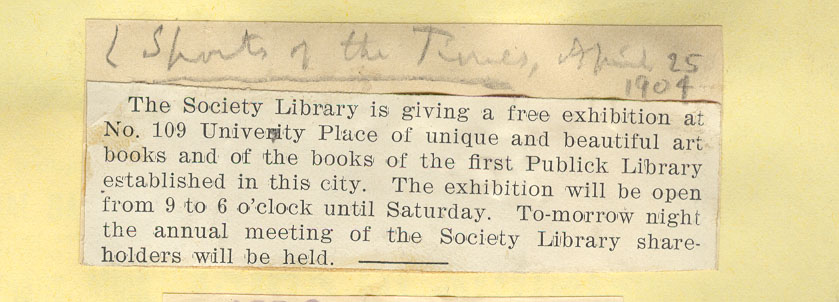 ( Sports of the Times, April 25
1904
The Society Library is giving a free exhibition at
No. 109 University Place of unique and beautiful art
books and of the books of the first Publick Library
established in this city. The exhibition will be open
from 9 to 6 o'clock until Saturday. To-morrow night
the annual meeting of the Society Library share-
holders will be held.